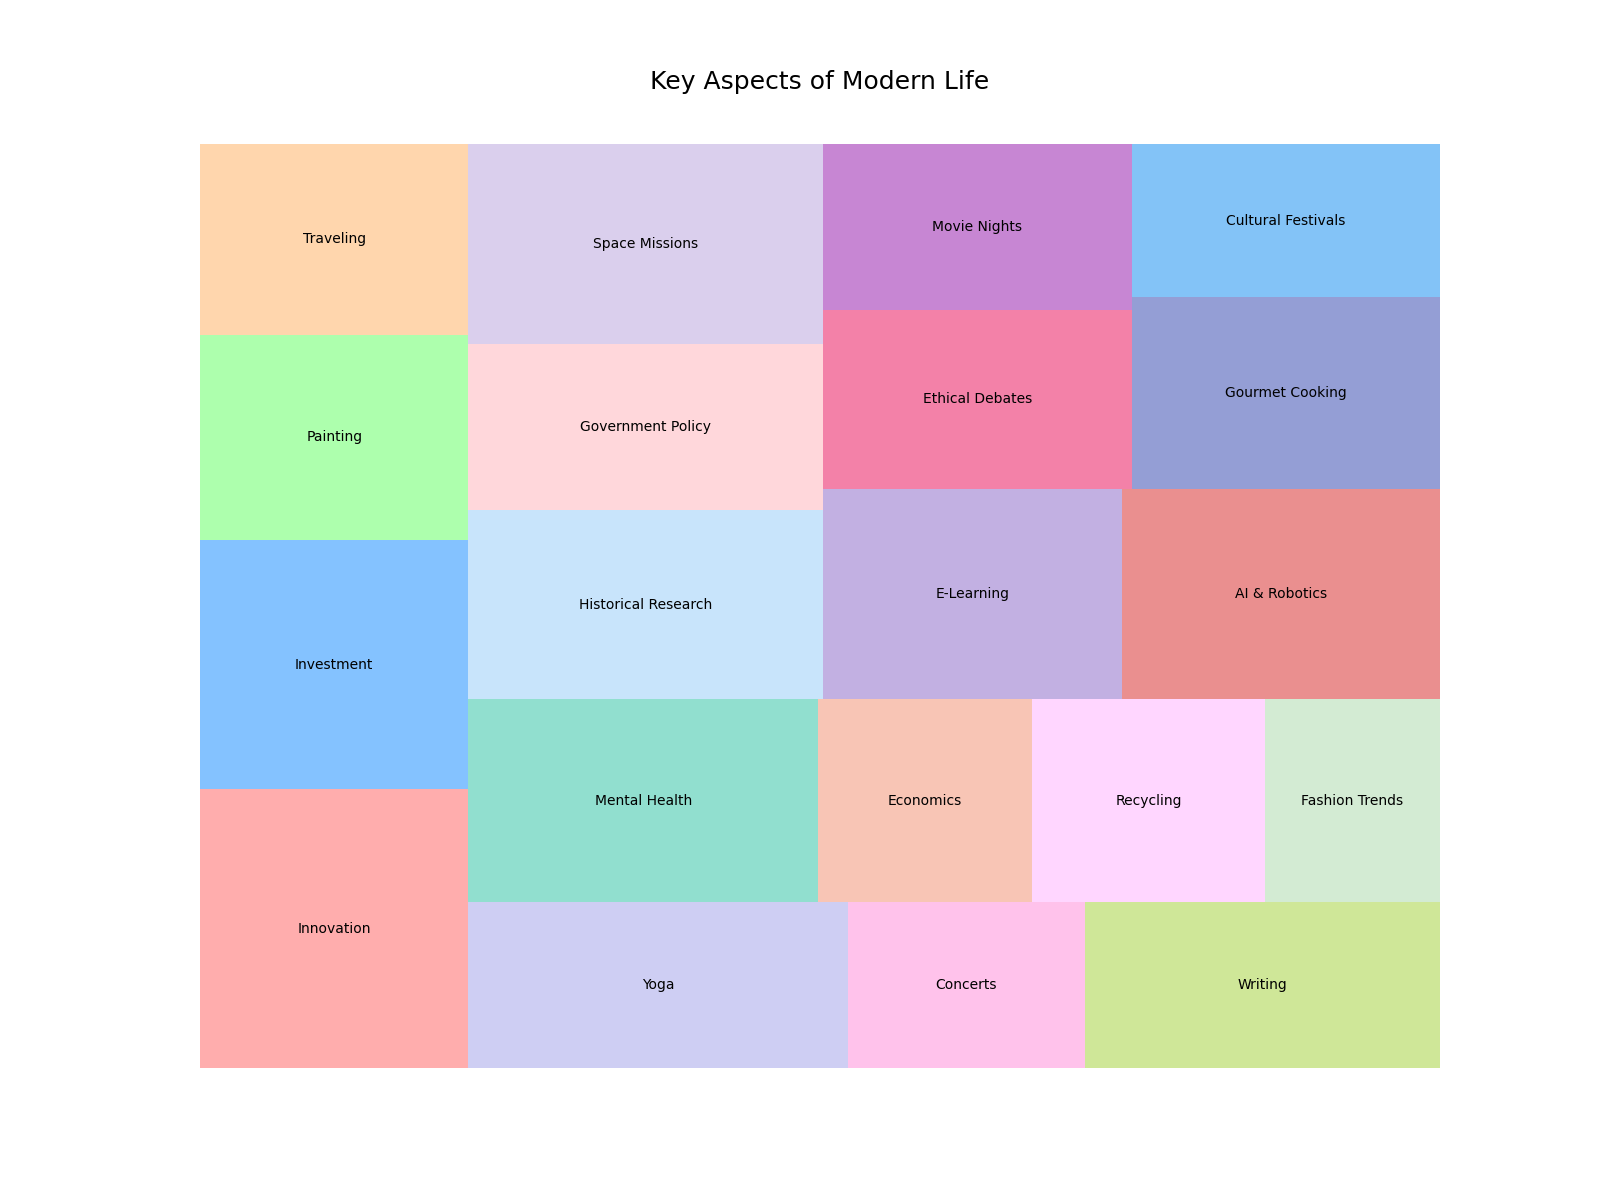 Key Aspects of Modern Life
Traveling
Space Missions
Movie Nights
Cultural Festivals
Painting
Government Policy
Ethical Debates
Gourmet Cooking
Investment
Historical Research
E-Learning
AI & Robotics
Innovation
Mental Health
Economics
Recycling
Fashion Trends
Yoga
Concerts
Writing